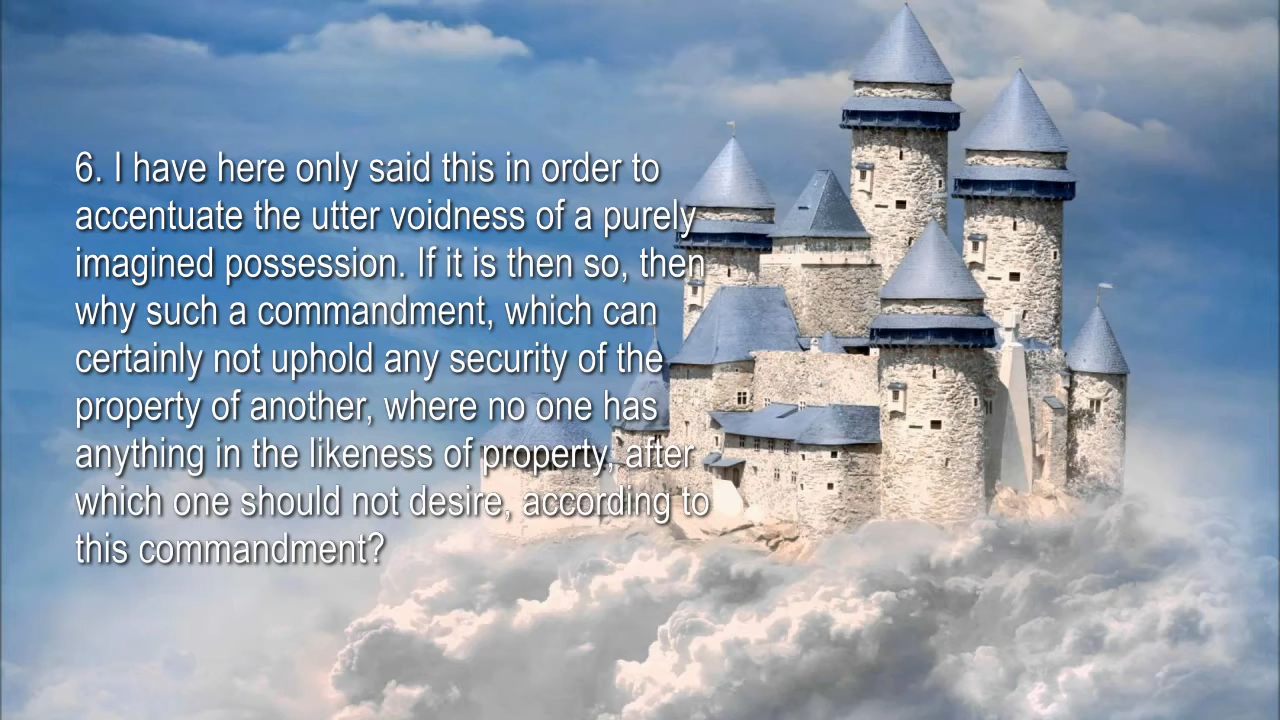 6. I have here only said this in order to
accentuate the utter voidness of a purely
imagined possession. If it is then so, then
why such a commandment, which can
certainly not uphold any security of the
property of another, where no one has
anything in the likeness of property, after
which one should not desire, according to
this commandment?